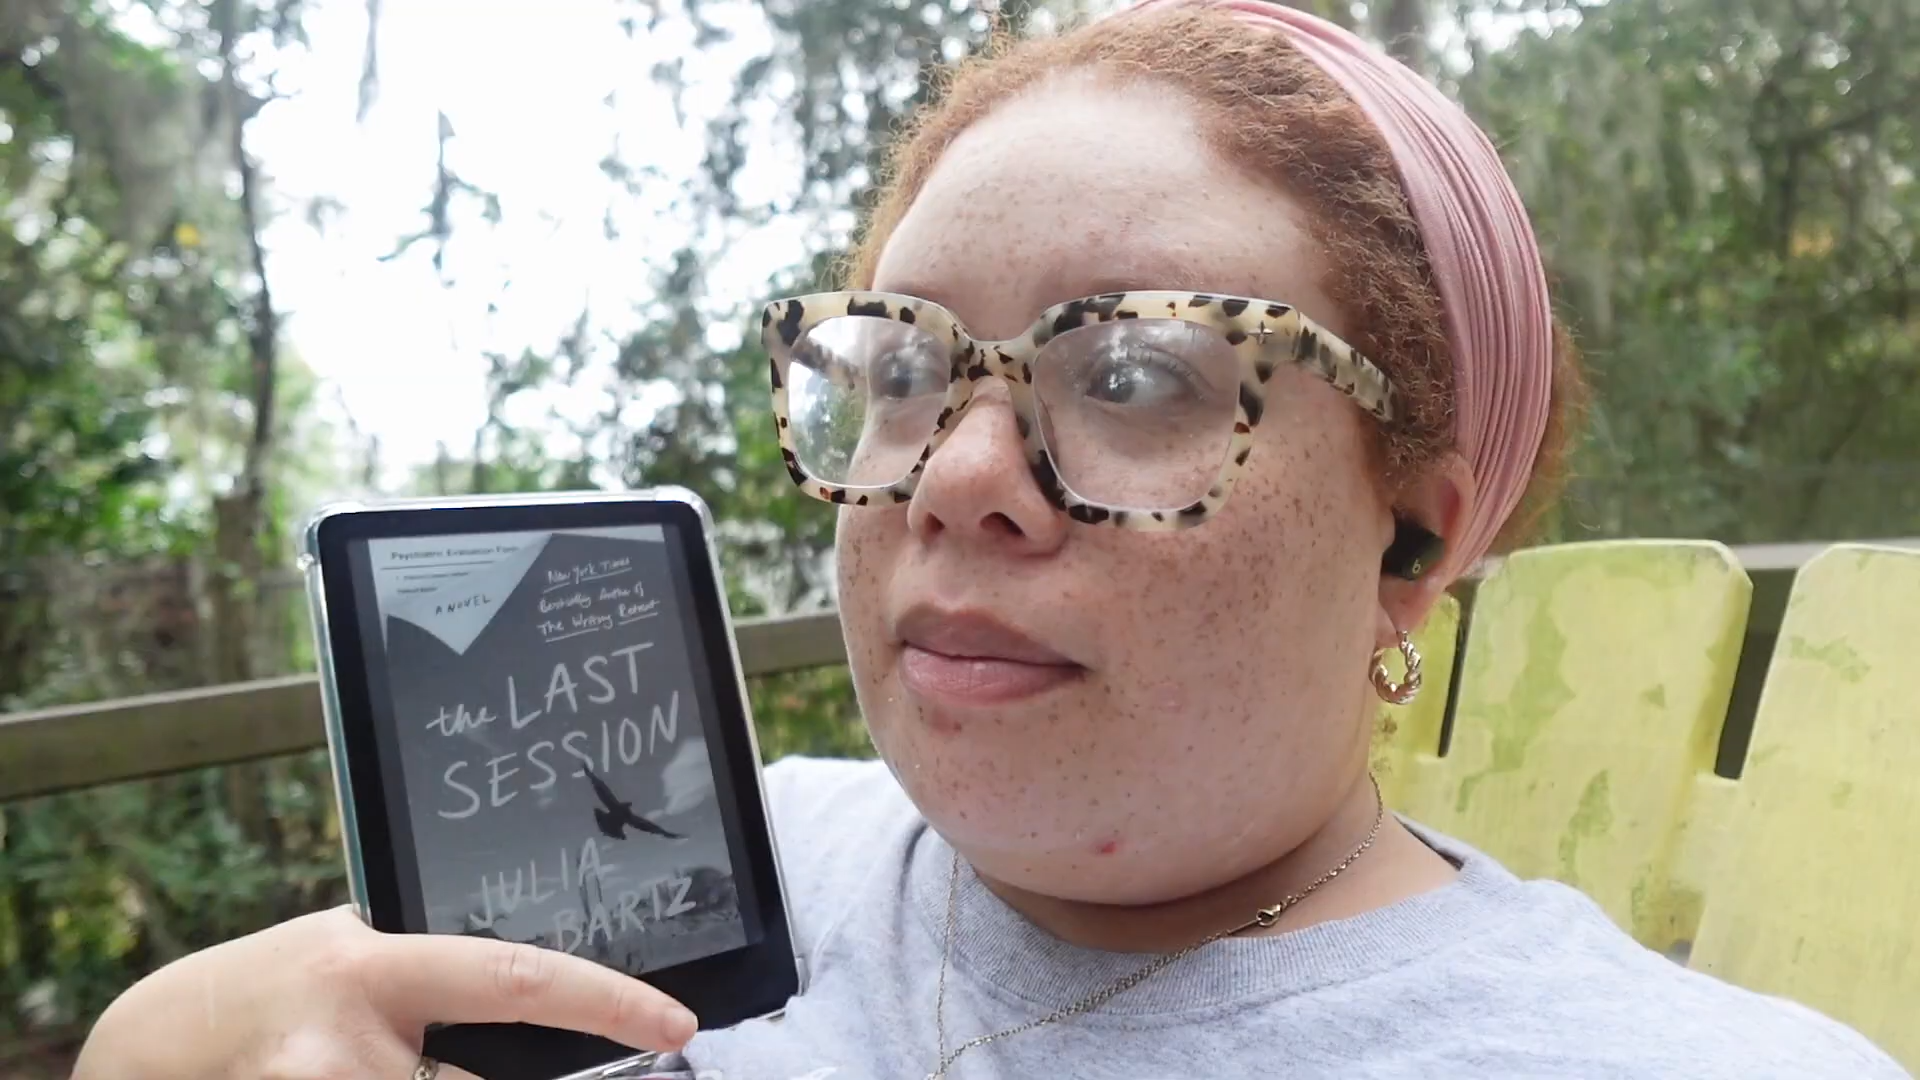 Psychiatric Evaluation Form
A NOVEL
New York Times
Bestselling Author of
The Writing Retreat
the LAST
SESSION
JULIA
BARTZ